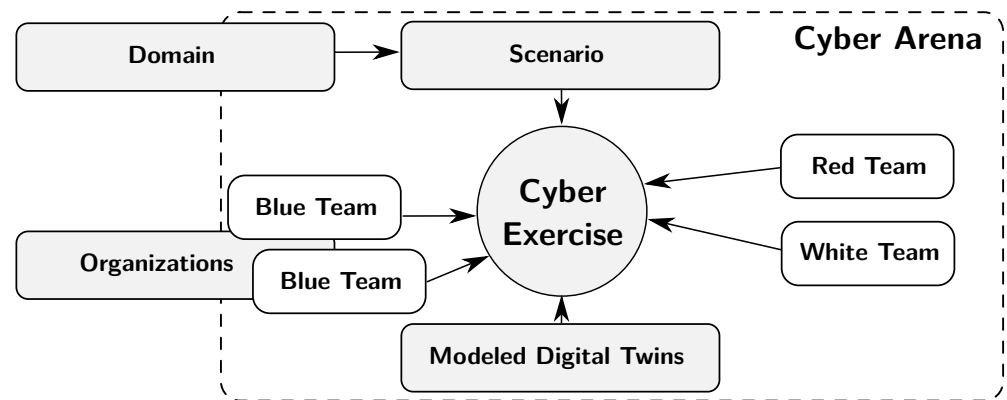 Cyber Arena
Domain
Scenario
Red Team
Cyber
Exercise
Blue Team
White Team
Organizations
Blue Team
Modeled Digital Twins